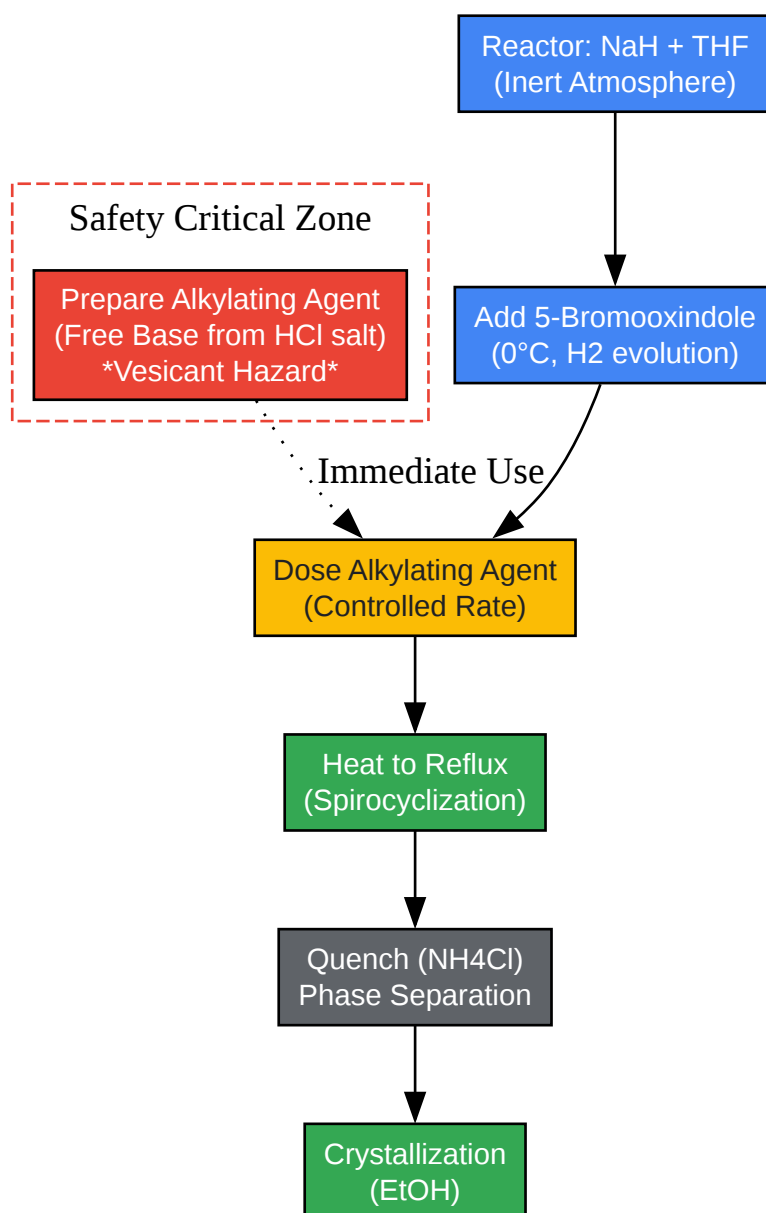 Reactor: NaH + THF
(Inert Atmosphere)
Safety Critical Zone
Prepare Alkylating Agent
(Free Base from HCl salt)
*Vesicant Hazard*
Add 5-Bromooxindole
(0°C, H2 evolution)
Immediate Use
Dose Alkylating Agent
(Controlled Rate)
Heat to Reflux
(Spirocyclization)
Quench (NH4Cl)
Phase Separation
Crystallization
(EtOH)